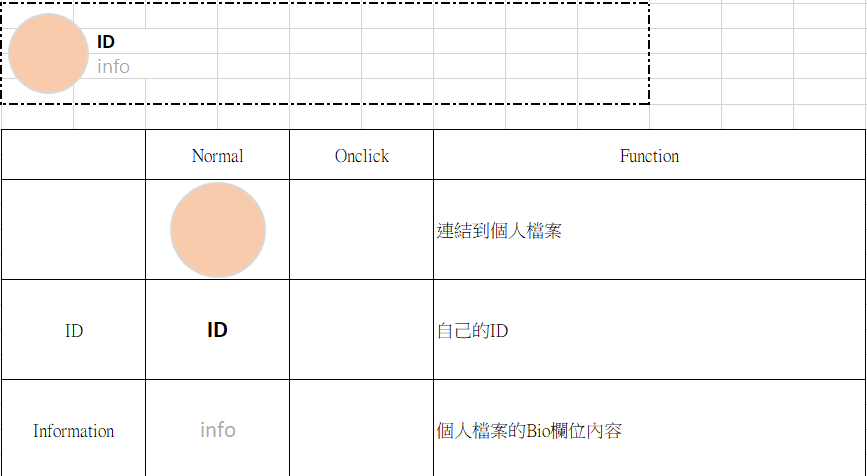 ID
info
Normal Onclick Function
連結到個人檔案
ID ID 自己的ID
Information info 個人檔案的Bio欄位內容